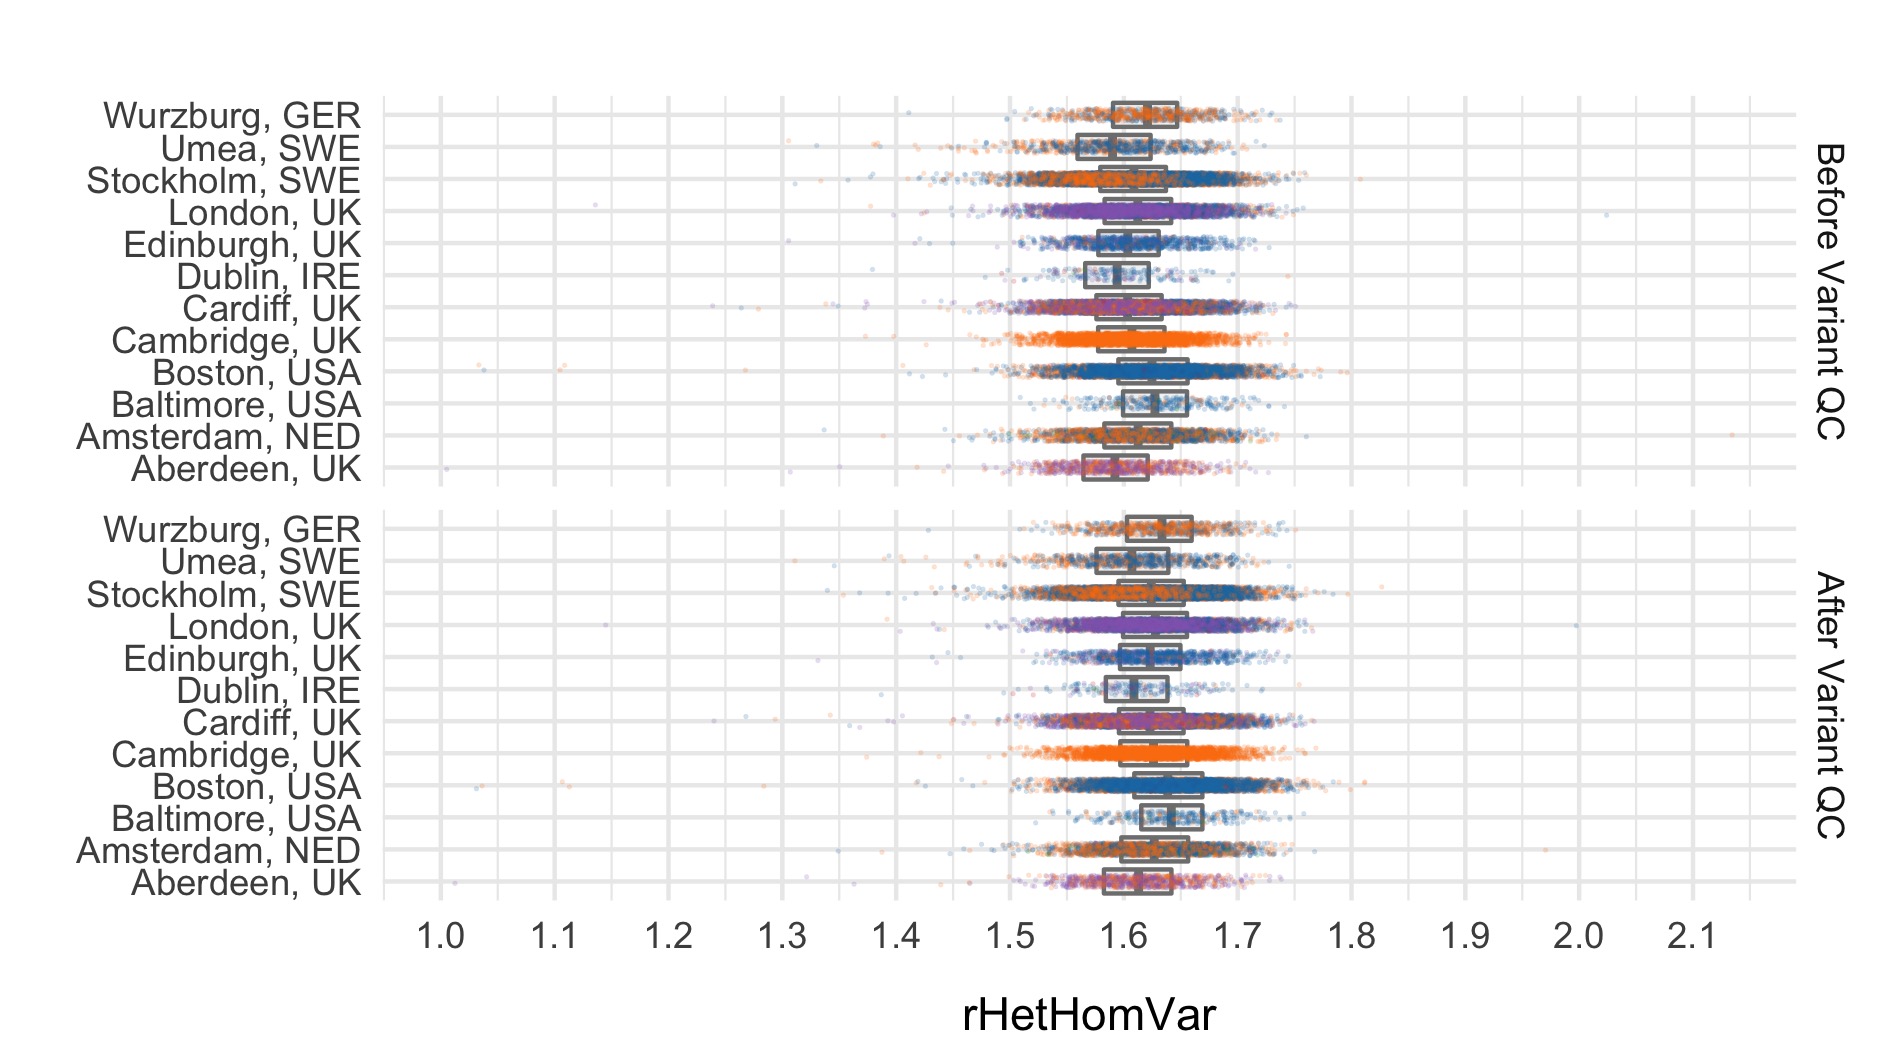 Wurzburg, GER
Umea, SWE
Stockholm, SWE
London, UK
Edinburgh, UK
Dublin, IRE
Cardiff, UK
Cambridge, UK
Boston, USA
Baltimore, USA
Amsterdam, NED
Aberdeen, UK
Before Variant QC
Wurzburg, GER
Umea, SWE
Stockholm, SWE
London, UK
Edinburgh, UK
Dublin, IRE
Cardiff, UK
Cambridge, UK
Boston, USA
Baltimore, USA
Amsterdam, NED
Aberdeen, UK
After Variant QC
1.0 1.1 1.2 1.3 1.4 1.5 1.6 1.7 1.8 1.9 2.0 2.1
rHetHomVar